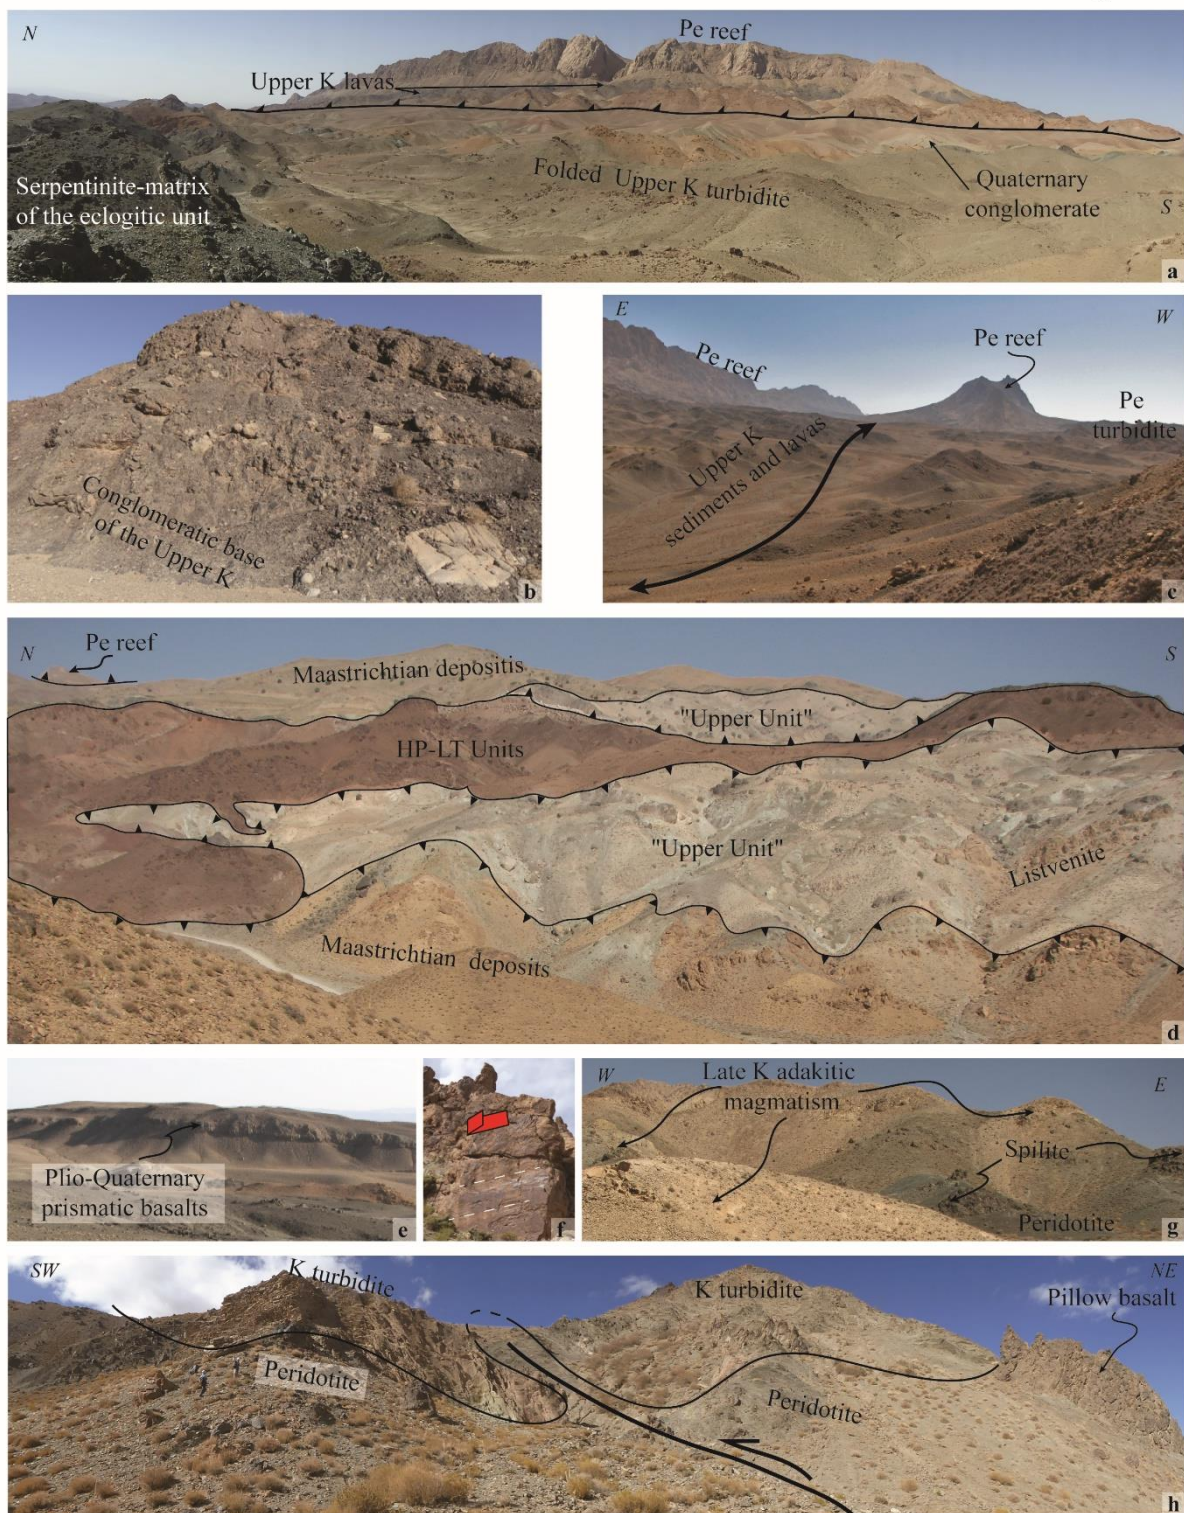 N
Pe reef
Upper K lavas
Serpentinite-matrix
of the eclogitic unit
Folded Upper K turbidite
Quaternary
conglomerate
S
a
Conglomeratic base
of the Upper K
b
E
W
Pe reef
Pe reef
Pe
turbidite
Upper K
sediments and lavas
c
N
Pe reef
Maastrichtian depositis
S
"Upper Unit"
HP-LT Units
"Upper Unit"
Listvenite
Maastrichtian deposits
d
Plio-Quaternary
prismatic basalts
e
f
W
Late K adakitic
magmatism
E
Spilite
Peridotite
g
SW
K turbidite
K turbidite
NE
Pillow basalt
Peridotite
Peridotite
h